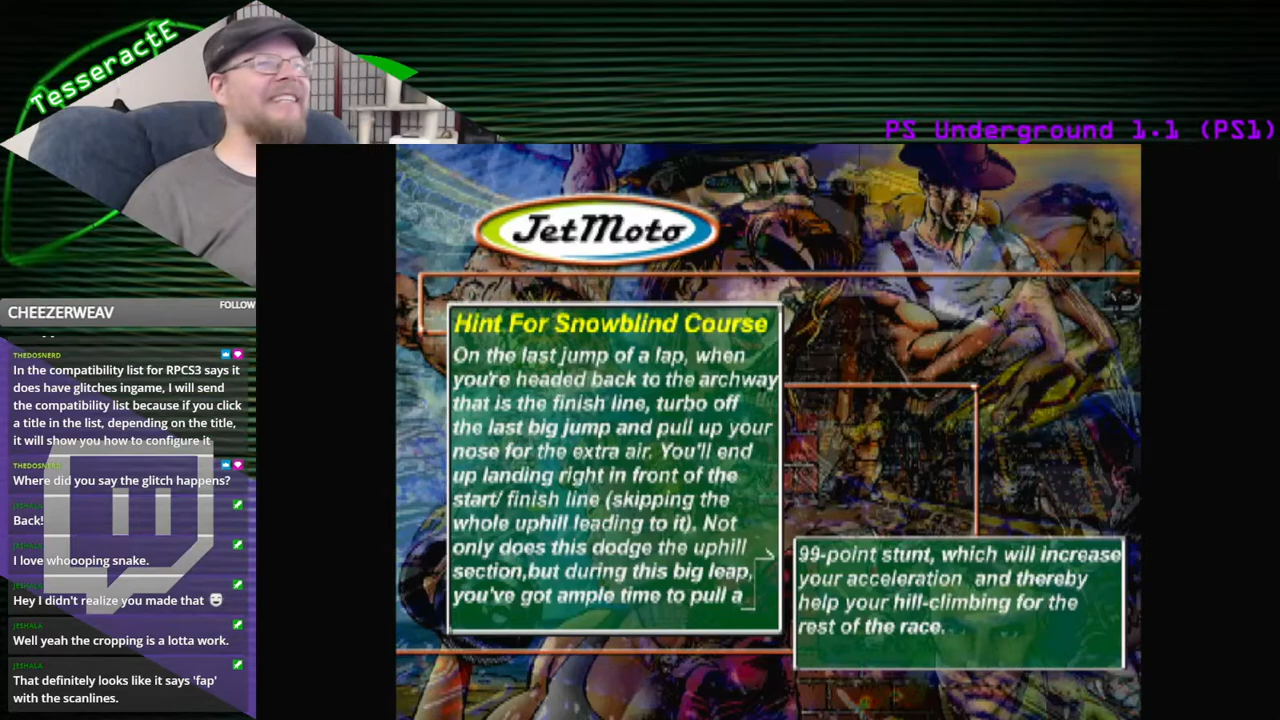 TesseractE
PS Underground 1.1 (PS1)
JetMoto
CHEEZERWEAV
FOLLOW
THEDOSNERD
In the compatibility list for RPCS3 says it
does have glitches ingame, I will send
the compatibility list because if you click
a title in the list, depending on the title,
it will show you how to configure it
THEDOSNERD
Where did you say the glitch happens?
JESHALA
Back!
JESHALA
I love whoooping snake.
JESHALA
Hey I didn't realize you made that
JESHALA
Well yeah the cropping is a lotta work.
JESHALA
That definitely looks like it says 'fap'
with the scanlines.
Hint For Snowblind Course
On the last jump of a lap, when
you're headed back to the archway
that is the finish line, turbo off
the last big jump and pull up your
nose for the extra air. You'll end
up landing right in front of the
start/ finish line (skipping the
whole uphill leading to it). Not
only does this dodge the uphill
section,but during this big leap,
you've got ample time to pull a
99-point stunt, which will increase
your acceleration and thereby
help your hill-climbing for the
rest of the race.